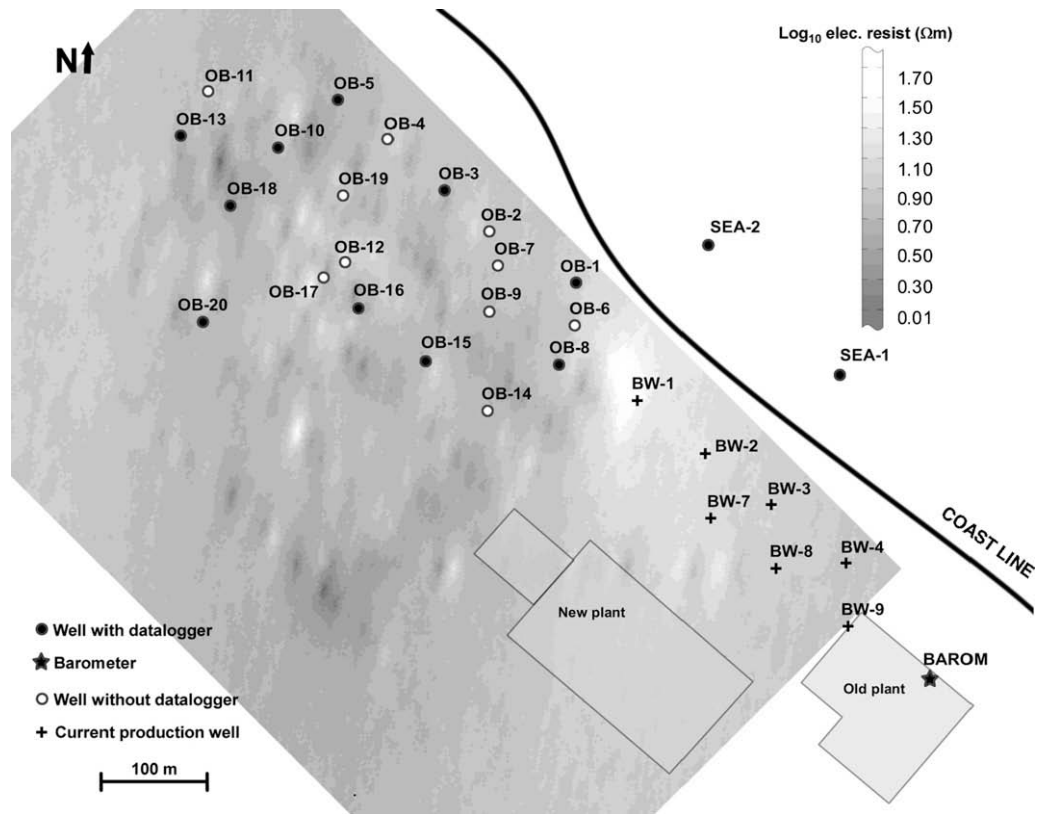 Log10 elec. resist (Ωm)
N
1.70
1.50
1.30
1.10
0.90
0.70
0.50
0.30
0.01
OB-11
OB-5
OB-13
OB-10
OB-4
OB-18
OB-19
OB-3
OB-2
SEA-2
OB-12
OB-7
OB-1
OB-17
OB-16
OB-9
OB-6
OB-20
OB-15
OB-8
SEA-1
OB-14
BW-1
BW-2
BW-3
BW-7
COAST LINE
BW-8
BW-4
BW-9
New plant
BAROM
Old plant
Well with datalogger
Barometer
Well without datalogger
Current production well
100 m